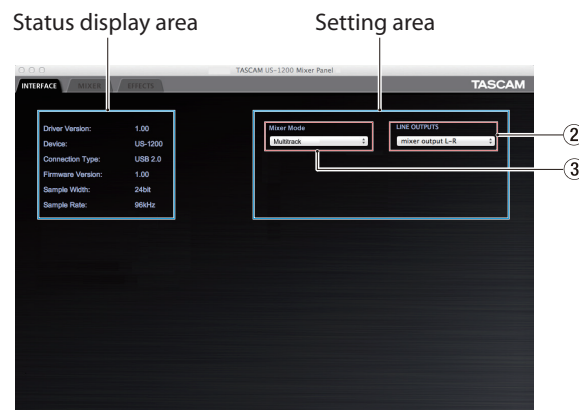 Status display area
Setting area
TASCAM US-1200 Mixer Panel
INTERFACE
MIXER
EFFECTS
TASCAM
Driver Version: 1.00
Device: US-1200
Connection Type: USB 2.0
Firmware Version: 1.00
Sample Width: 24bit
Sample Rate: 96kHz
Mixer Mode
Multitrack
LINE OUTPUTS
mixer output L-R
2
3